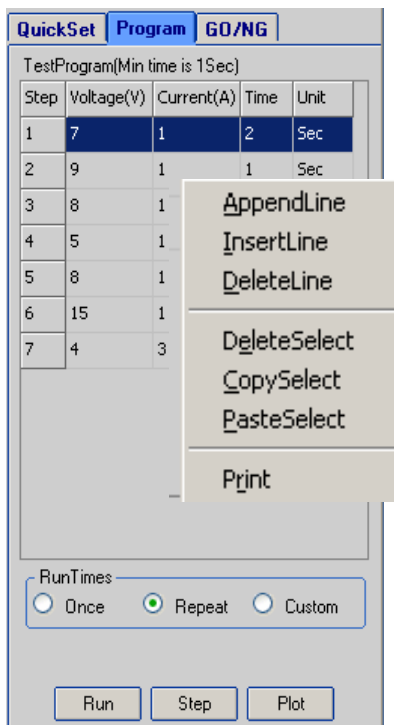 QuickSet Program GO/NG
TestProgram(Min time is 1Sec)
Step Voltage(V) Current(A) Time Unit
1 7 1 2 Sec
2 9 1 1 Sec
3 8 1
4 5 1
5 8 1
6 15 1
7 4 3
AppendLine
InsertLine
DeleteLine
DeleteSelect
CopySelect
PasteSelect
Print
RunTimes
Once Repeat Custom
Run Step Plot